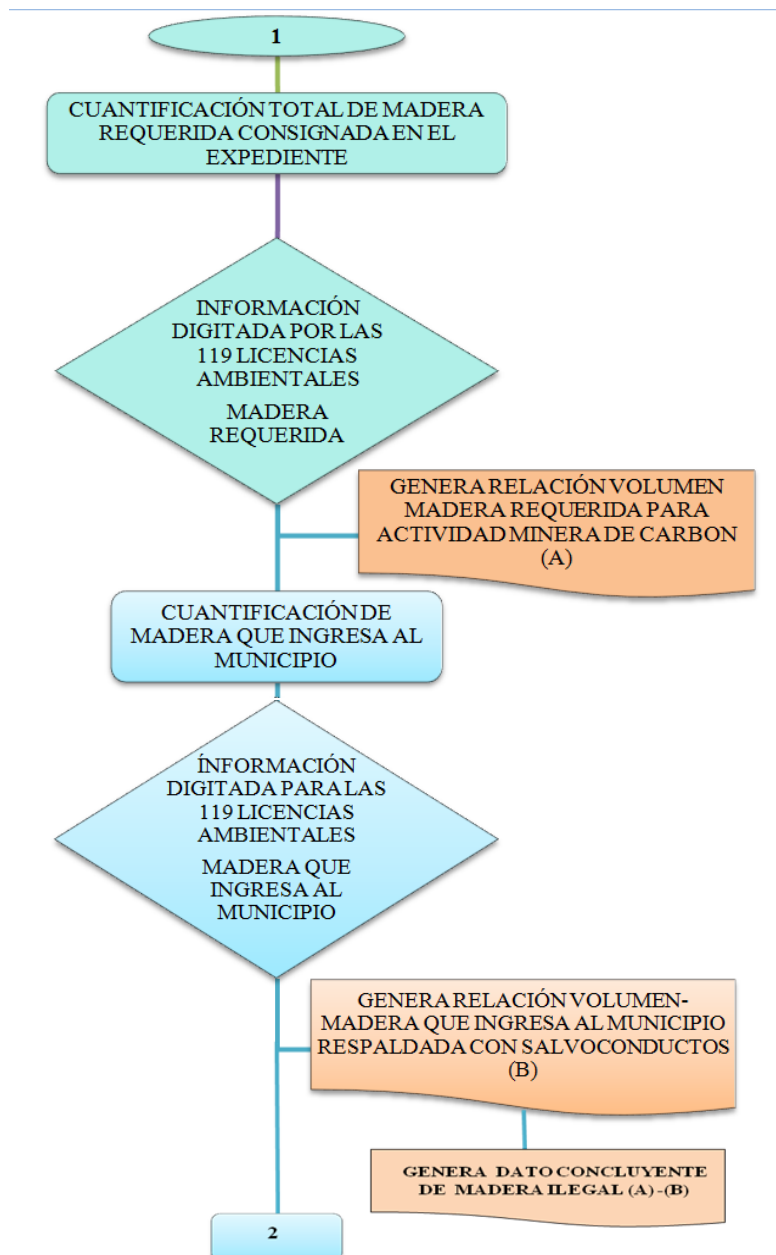 1
CUANTIFICACIÓN TOTAL DE MADERA
REQUERIDA CONSIGNADA EN EL
EXPEDIENTE
INFORMACIÓN
DIGITADA POR LAS
119 LICENCIAS
AMBIENTALES
MADERA
REQUERIDA
GENERA RELACIÓN VOLUMEN
MADERA REQUERIDA PARA
ACTIVIDAD MINERA DE CARBON
(A)
CUANTIFICACIÓN DE
MADERA QUE INGRESA AL
MUNICIPIO
ÍNFORMACIÓN
DIGITADA PARA LAS
119 LICENCIAS
AMBIENTALES
MADERA QUE
INGRESA AL
MUNICIPIO
GENERA RELACIÓN VOLUMEN-
MADERA QUE INGRESA AL MUNICIPIO
RESPALDADA CON SALVOCONDUCTOS
(B)
GENERA DATO CONCLUYENTE
DE MADERA ILEGAL (A) -(B)
2